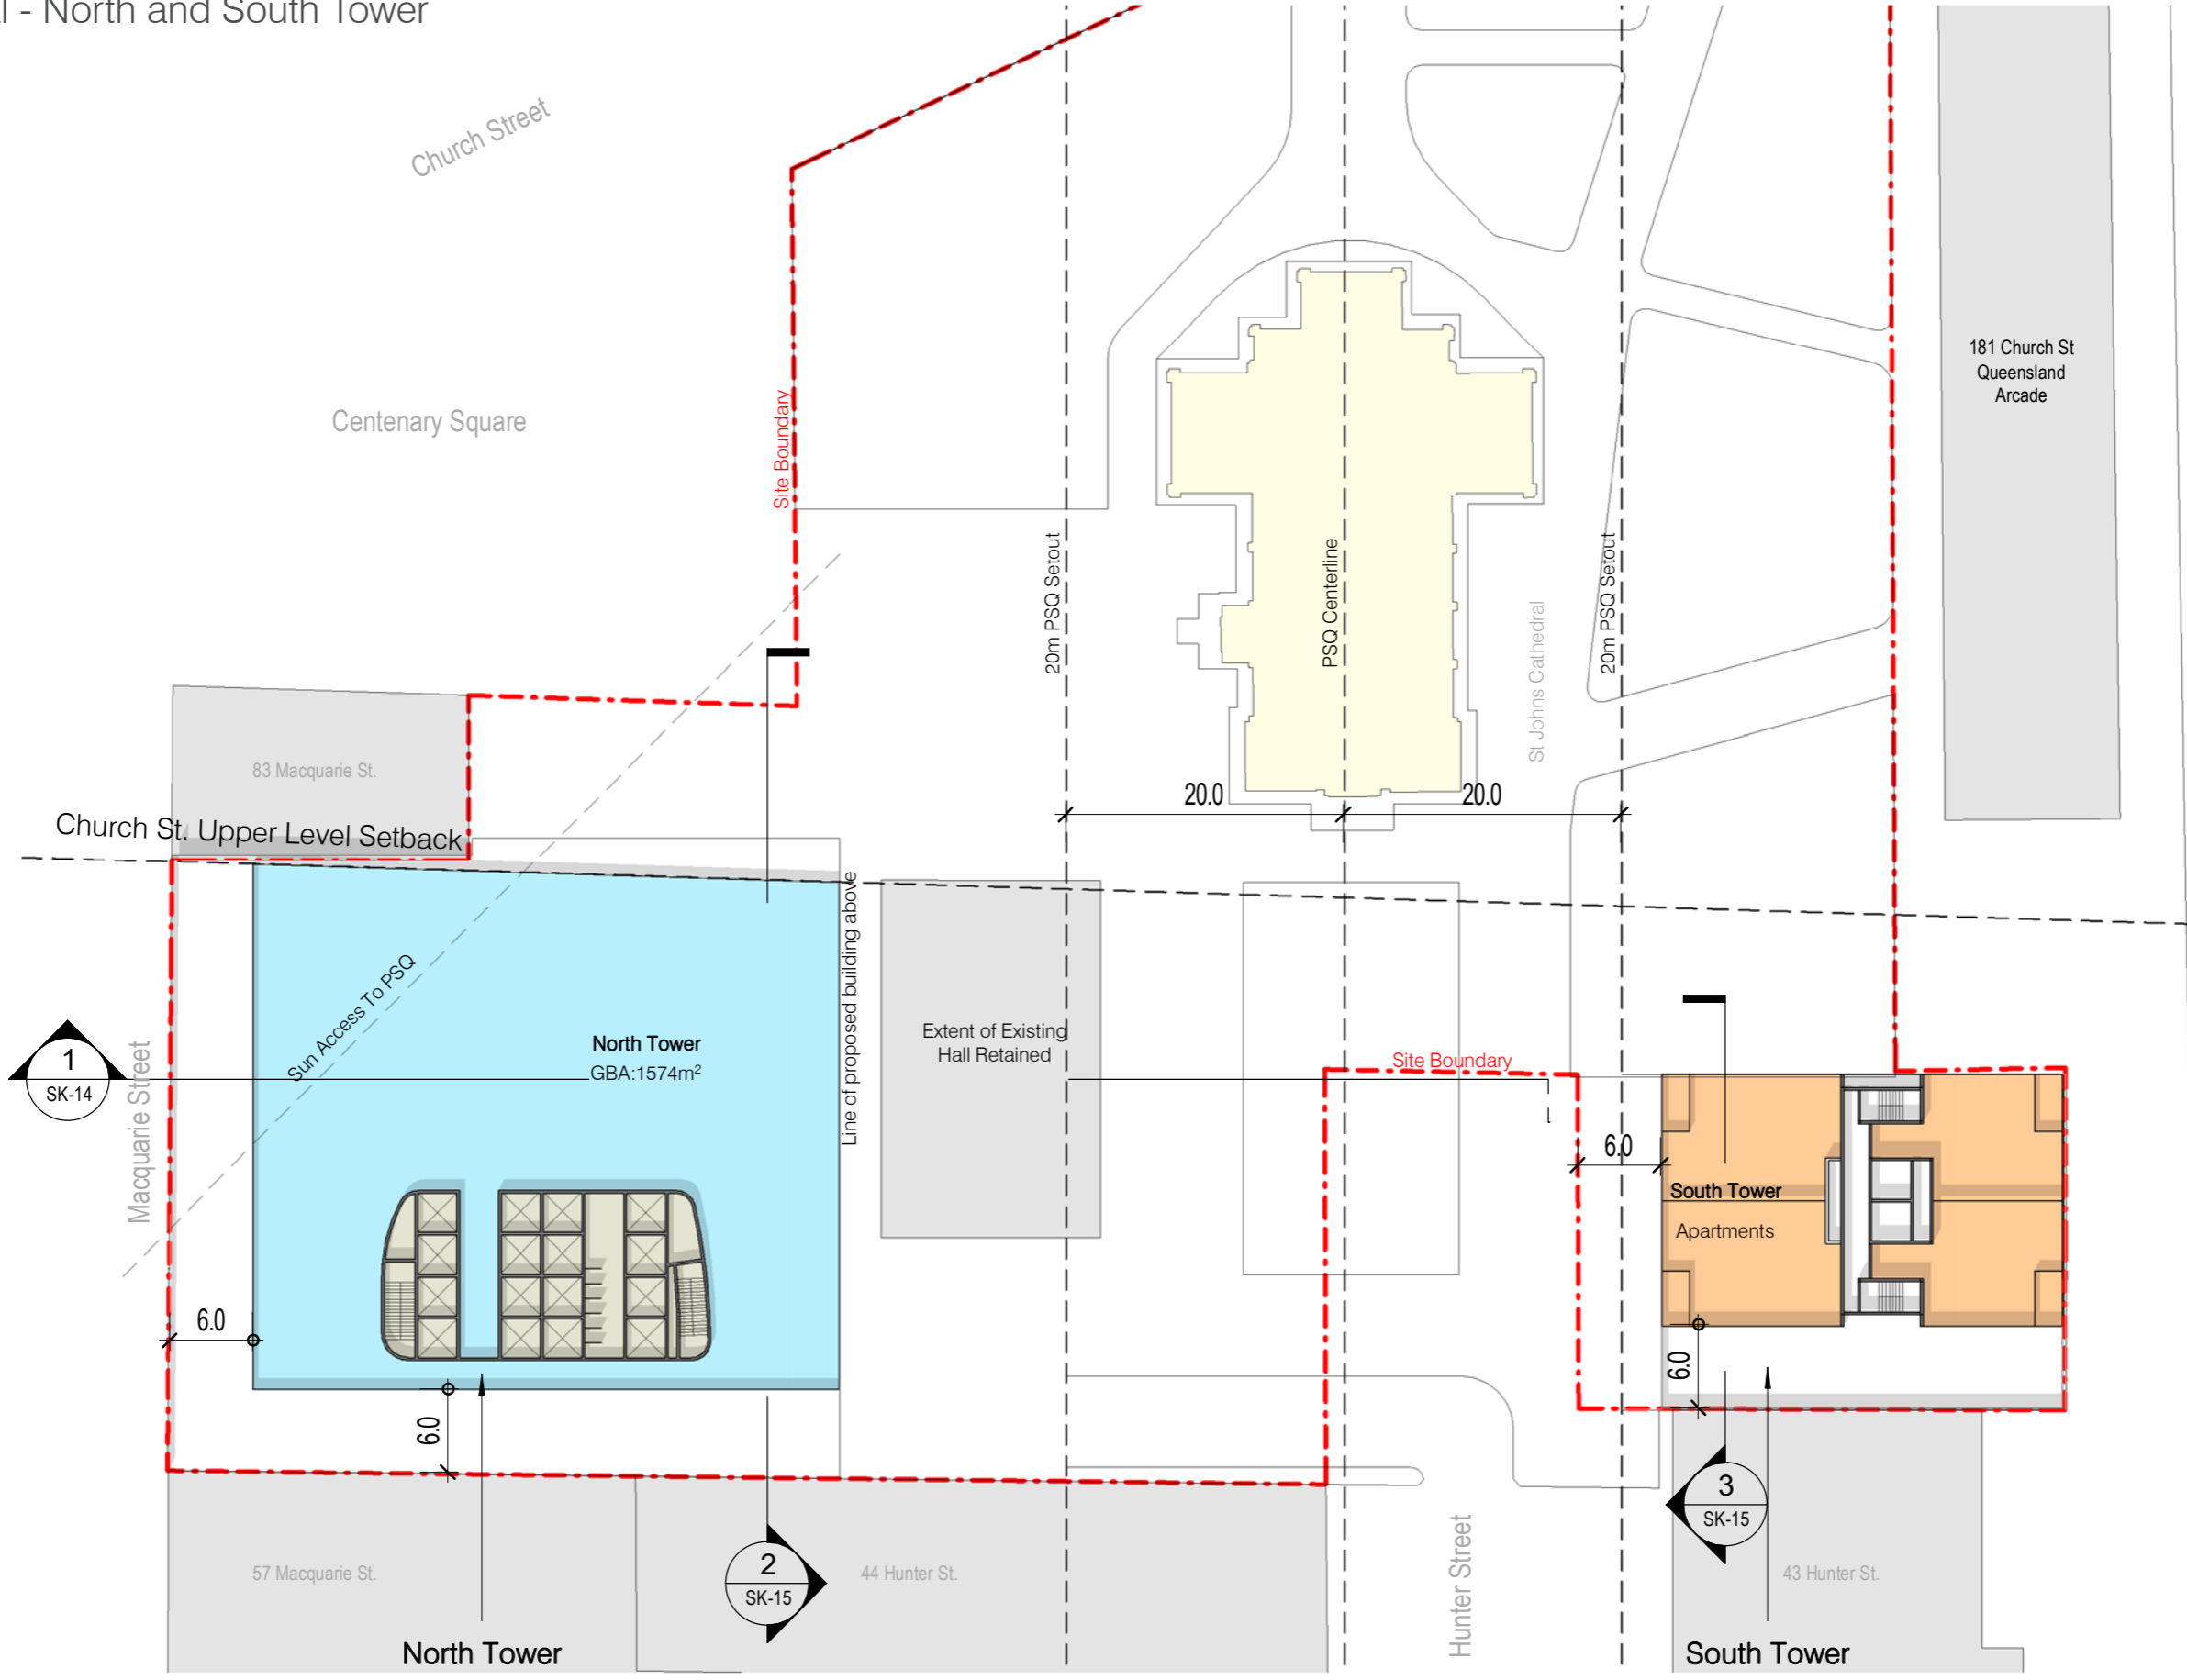 - North and South Tower
Church Street
Centenary Square
Site Boundary
181 Church St
Queensland
Arcade
20m PSQ Setout
PSQ Centerline
20m PSQ Setout
St Johns Cathedral
83 Macquarie St.
20.0
20.0
Church St. Upper Level Setback
Line of proposed building above
Sun Access To PSQ
North Tower
GBA:1574m²
Extent of Existing
Hall Retained
Site Boundary
1
SK-14
Macquarie Street
6.0
South Tower
Apartments
6.0
6.0
6.0
3
SK-15
2
SK-15
57 Macquarie St.
44 Hunter St.
Hunter Street
43 Hunter St.
North Tower
South Tower